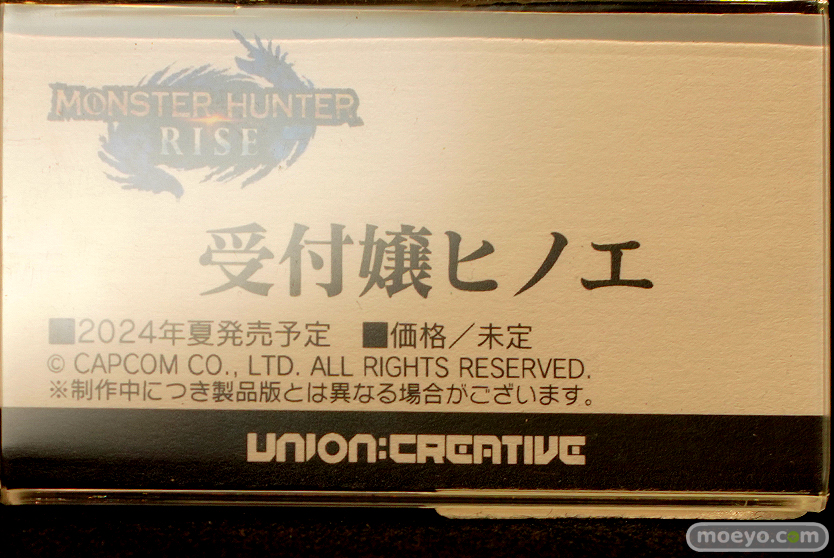 MONSTER HUNTER
RISE
受付嬢ヒノエ
■2024年夏発売予定 ■価格／未定
© CAPCOM CO., LTD. ALL RIGHTS RESERVED.
※制作中につき製品版とは異なる場合がございます。
UNION:CREATIVE
moeyo.com